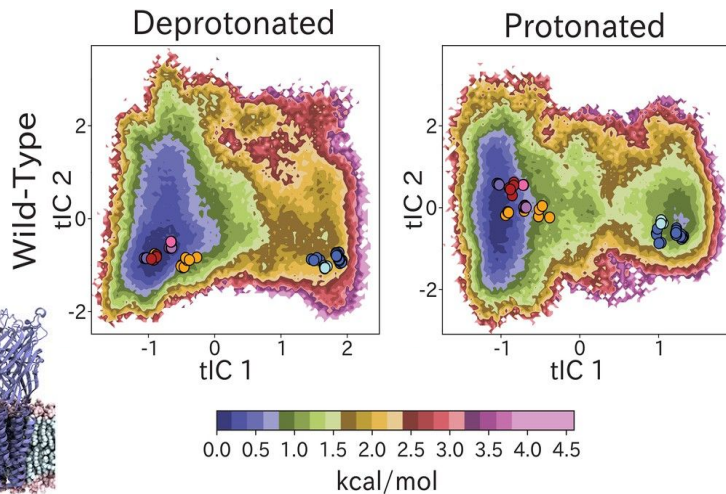 Deprotonated
Protonated
Wild-Type
tIC 2
2
0
-2
-1 0 1 2
tIC 1
tIC 2
2
0
-2
-1 0 1
tIC 1
0.0 0.5 1.0 1.5 2.0 2.5 3.0 3.5 4.0 4.5
kcal/mol